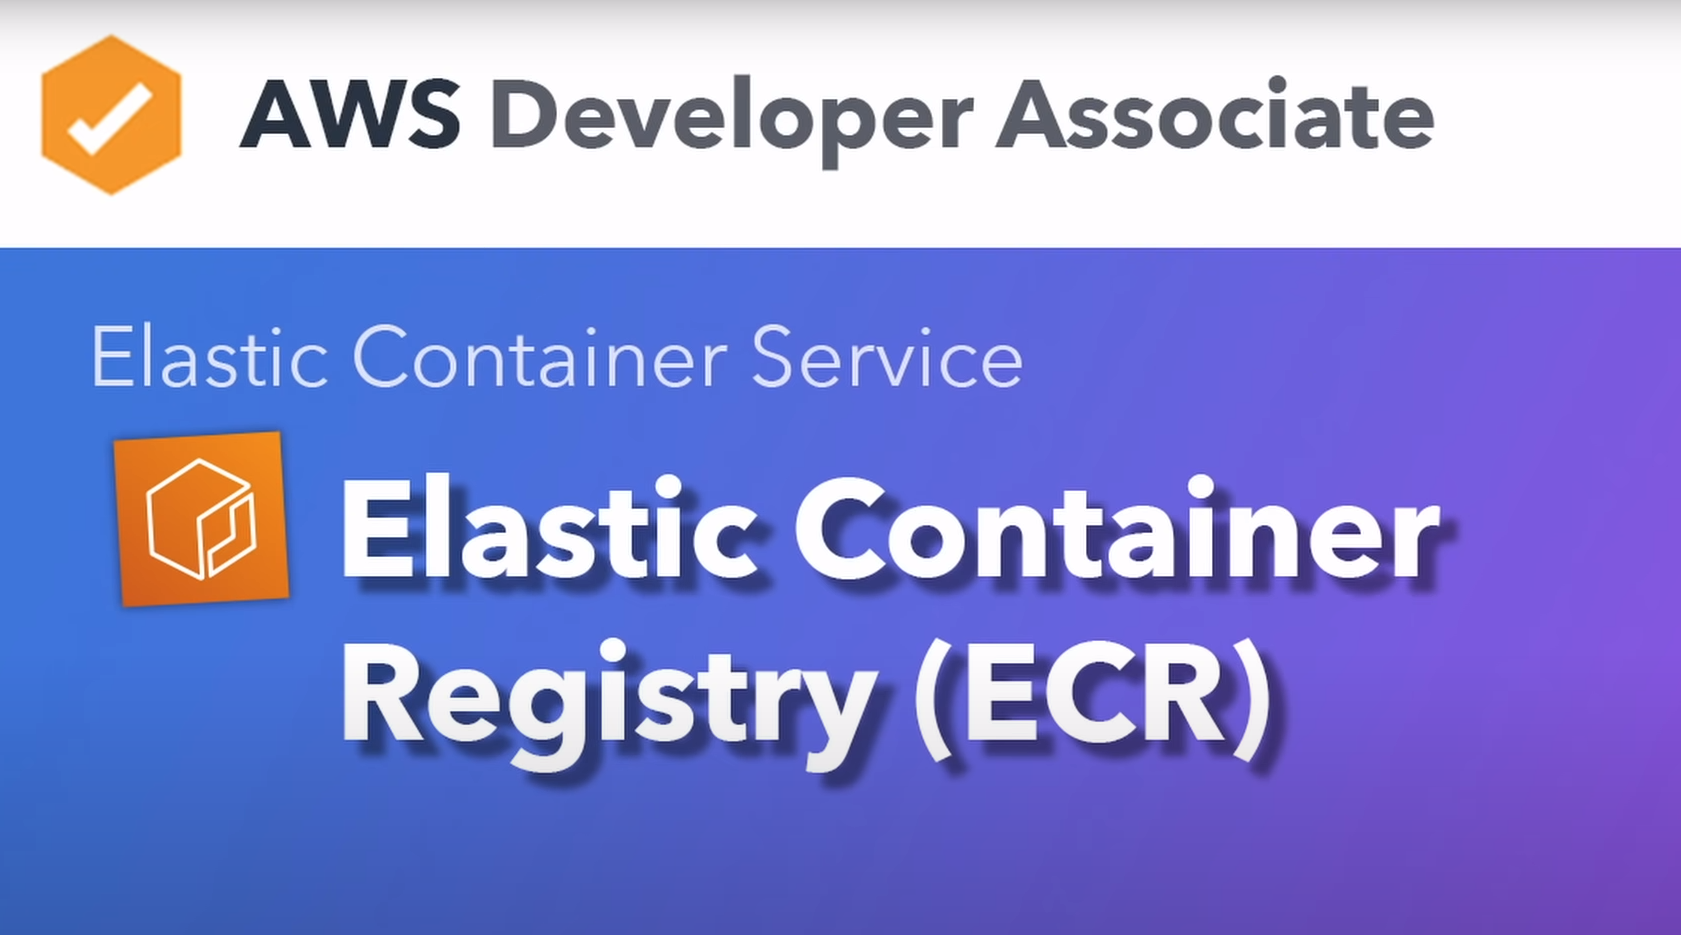 AWS Developer Associate
Elastic Container Service
Elastic Container
Registry (ECR)